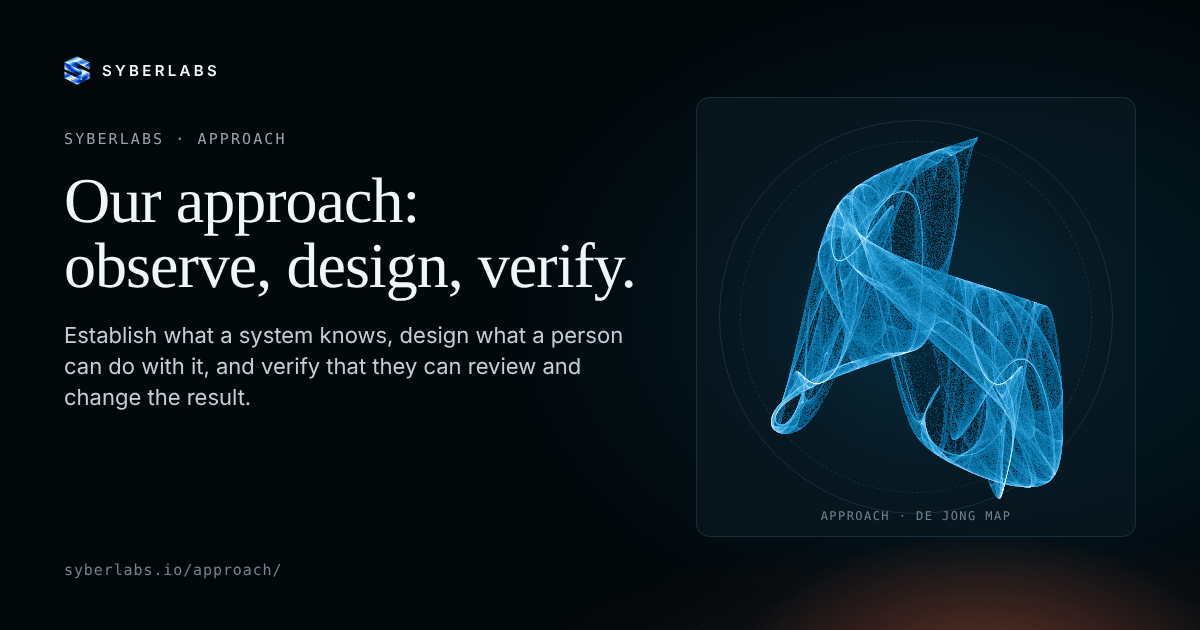 SYBERLABS
SYBERLABS · APPROACH
Our approach:
observe, design, verify.
Establish what a system knows, design what a person
can do with it, and verify that they can review and
change the result.
APPROACH · DE JONG MAP
syberlabs.io/approach/